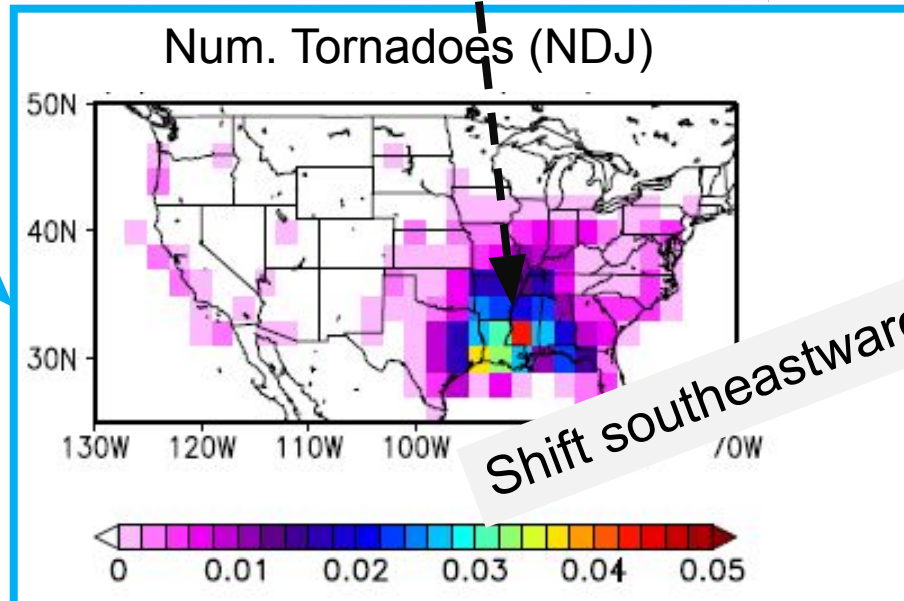 Num. Tornadoes (NDJ)
50N
40N
30N
130W 120W 110W 100W 70W
Shift southeastward
0 0.01 0.02 0.03 0.04 0.05